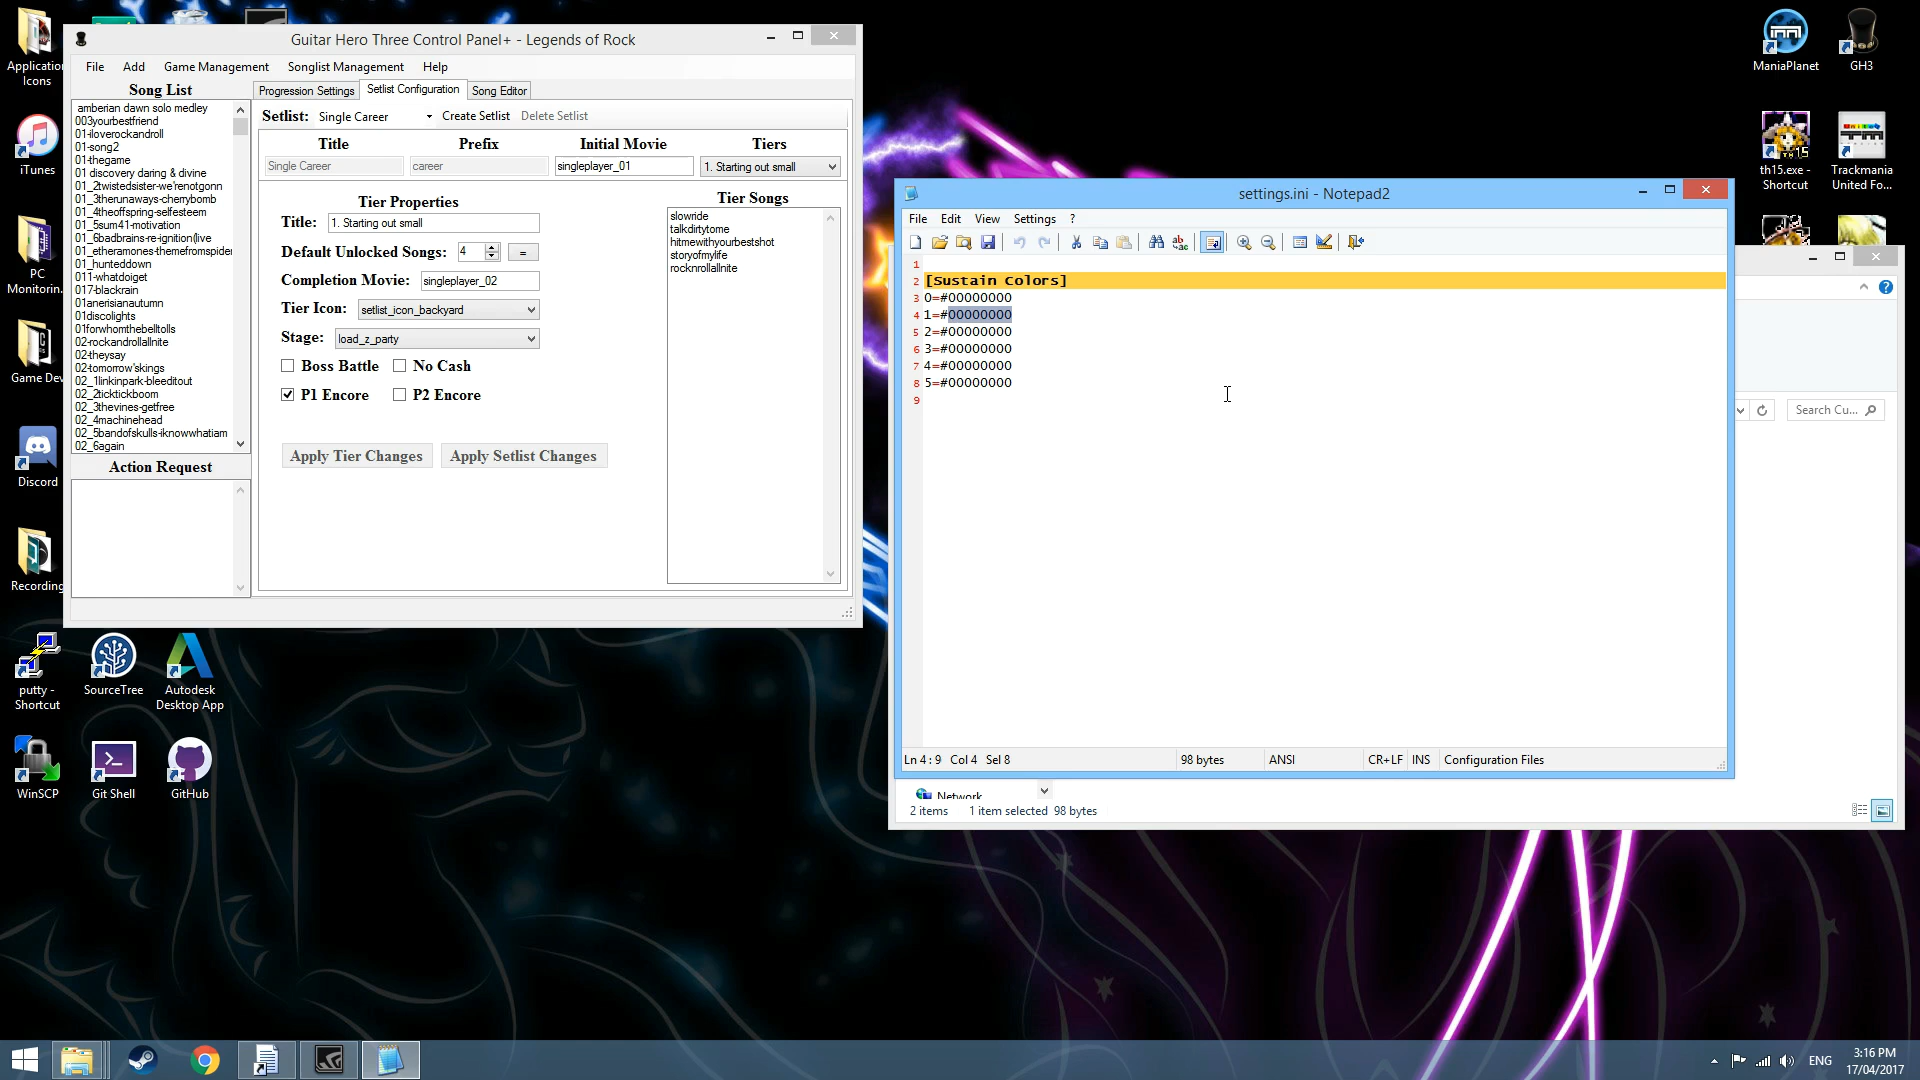 Application
Icons
iTunes
PC
Monitorin...
Game Dev
Discord
Recording
putty -
Shortcut
SourceTree
Autodesk
Desktop App
WinSCP
Git Shell
GitHub
Guitar Hero Three Control Panel+ - Legends of Rock
File
Add
Game Management
Songlist Management
Help
Song List
amberian dawn solo medley
003yourbestfriend
01-iloverockandroll
01-song2
01-thegame
01 discovery daring & divine
01_2twistedsister-we'renotgonn
01_3therunaways-cherrybomb
01_4theoffspring-selfesteem
01_5sum41-motivation
01_6badbrains-re-ignition(live
01_etheramones-themefromspider
01_hunteddown
011-whatdoiget
017-blackrain
01anerisianautumn
01discolights
01forwhomthebelltolls
02-rockandrollallnite
02-theysay
02-tomorrow'skings
02_1linkinpark-bleeditout
02_2ticktickboom
02_3thevines-getfree
02_4machinehead
02_5bandofskulls-iknowwhatiam
02_6again
Action Request
Progression Settings
Setlist Configuration
Song Editor
Setlist: Single Career
Create Setlist
Delete Setlist
Title
Prefix
Initial Movie
Tiers
Single Career
career
singleplayer_01
1. Starting out small
Tier Properties
Title: 1. Starting out small
Default Unlocked Songs: 4 =
Completion Movie: singleplayer_02
Tier Icon: setlist_icon_backyard
Stage: load_z_party
Boss Battle
No Cash
P1 Encore
P2 Encore
Apply Tier Changes
Apply Setlist Changes
Tier Songs
slowride
talkdirtytome
hitmewithyourbestshot
storyofmylife
rocknrollallnite
settings.ini - Notepad2
File
Edit
View
Settings
?
1
2 [Sustain Colors]
3 0=#00000000
4 1=#00000000
5 2=#00000000
6 3=#00000000
7 4=#00000000
8 5=#00000000
9
Ln 4 : 9 Col 4 Sel 8
98 bytes
ANSI
CR+LF
INS
Configuration Files
Search Cu...
Network
2 items
1 item selected 98 bytes
ManiaPlanet
GH3
TH15
th15.exe -
Shortcut
Trackmania
United Fo...
ENG
3:16 PM
17/04/2017